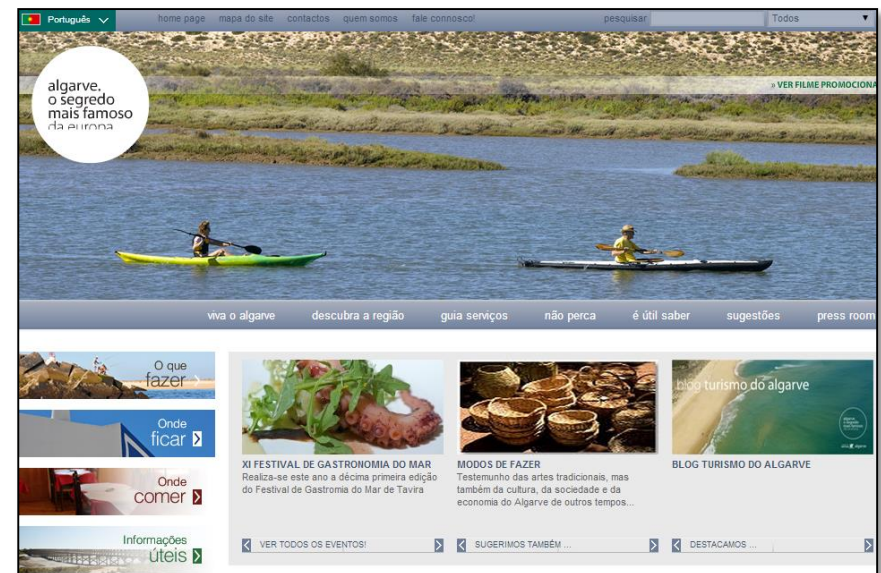 Português
home page mapa do site contactos quem somos fale connosco!
pesquisar Todos
algarve.
o segredo
mais famoso
da europa
» VER FILME PROMOCIONA
viva o algarve descubra a região guia serviços não perca é útil saber sugestões press room
O que
fazer
Onde
ficar
Onde
comer
Informações
úteis
XI FESTIVAL DE GASTRONOMIA DO MAR
Realiza-se este ano a décima primeira edição
do Festival de Gastromia do Mar de Tavira
VER TODOS OS EVENTOS!
MODOS DE FAZER
Testemunho das artes tradicionais, mas
também da cultura, da sociedade e da
economia do Algarve de outros tempos...
SUGERIMOS TAMBÉM ...
blog turismo do algarve
BLOG TURISMO DO ALGARVE
DESTACAMOS ...